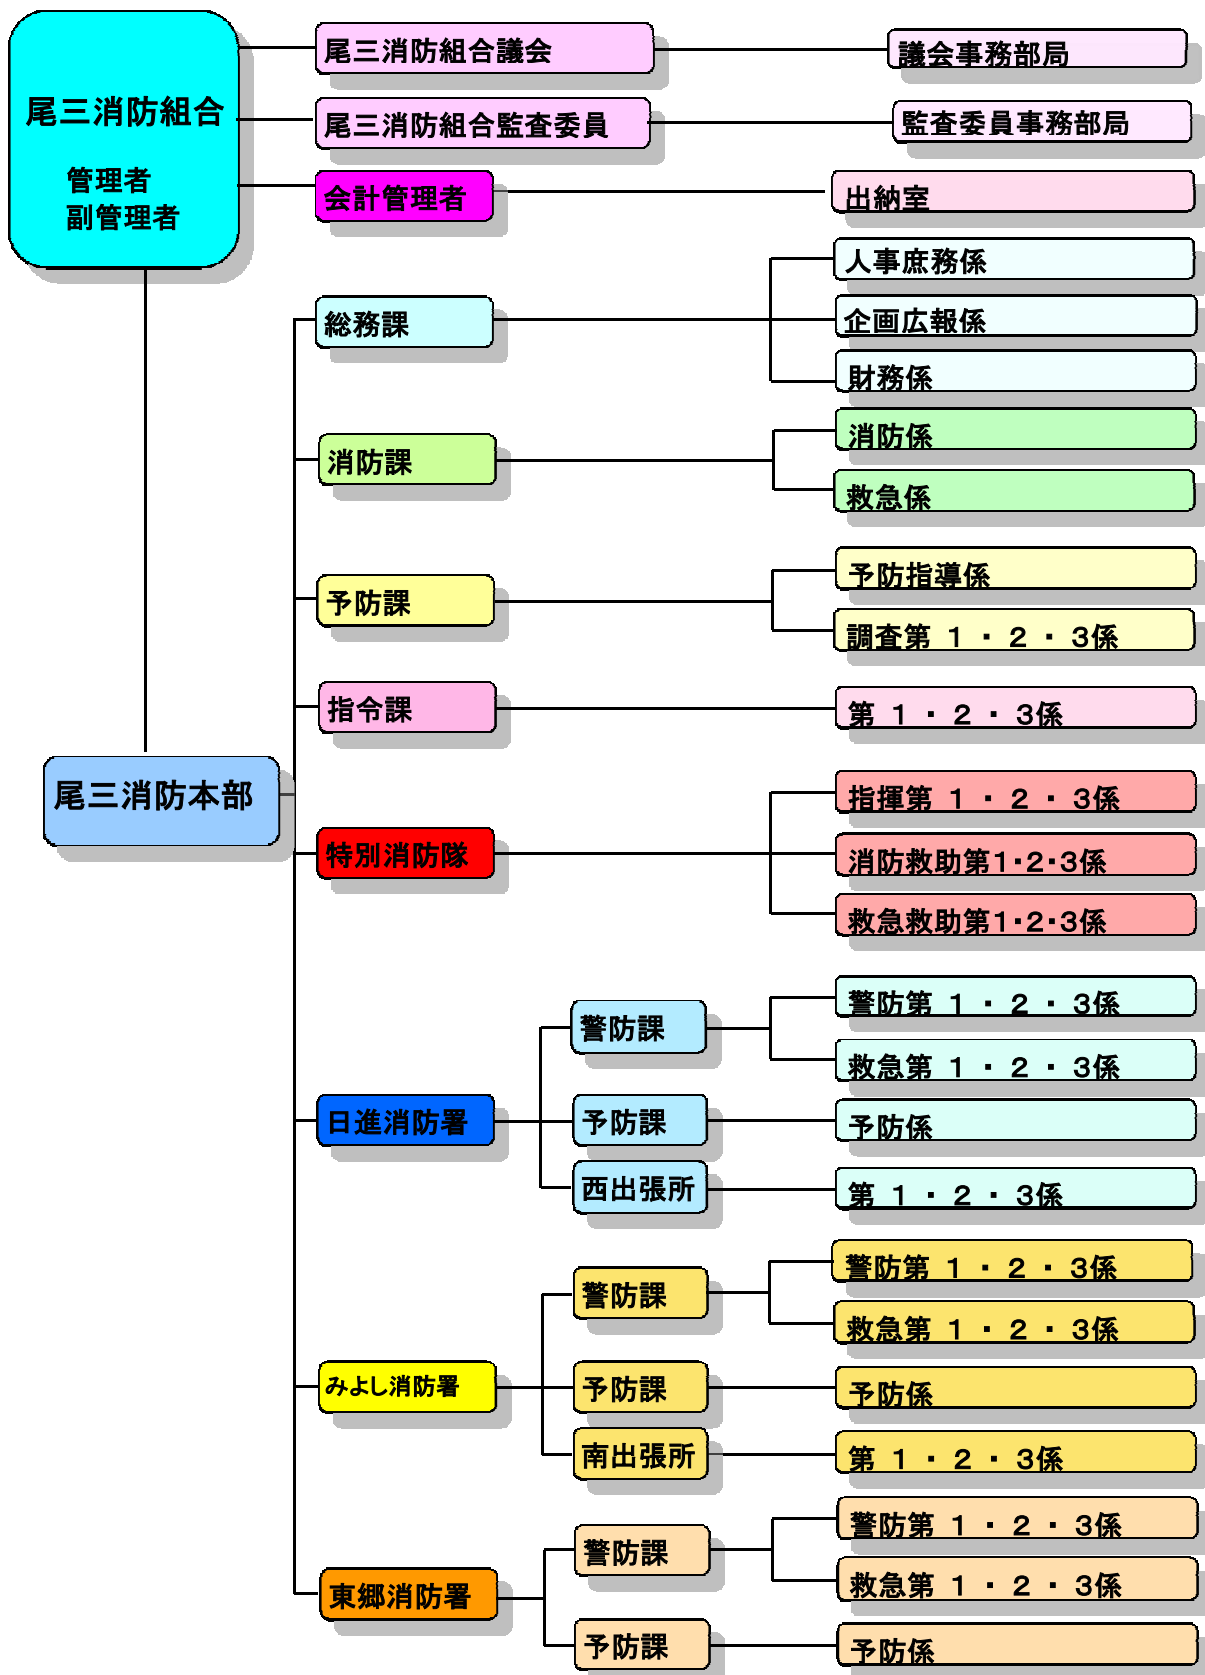 尾三消防組合
管理者
副管理者
尾三消防組合議会
議会事務部局
尾三消防組合監査委員
監査委員事務部局
会計管理者
出納室
尾三消防本部
総務課
人事庶務係
企画広報係
財務係
消防課
消防係
救急係
予防課
予防指導係
調査第 1 ・ 2 ・ 3係
指令課
第 1 ・ 2 ・ 3係
特別消防隊
指揮第 1 ・ 2 ・ 3係
消防救助第1・2・3係
救急救助第1・2・3係
日進消防署
警防課
警防第 1 ・ 2 ・ 3係
救急第 1 ・ 2 ・ 3係
予防課
予防係
西出張所
第 1 ・ 2 ・ 3係
みよし消防署
警防課
警防第 1 ・ 2 ・ 3係
救急第 1 ・ 2 ・ 3係
予防課
予防係
南出張所
第 1 ・ 2 ・ 3係
東郷消防署
警防課
警防第 1 ・ 2 ・ 3係
救急第 1 ・ 2 ・ 3係
予防課
予防係